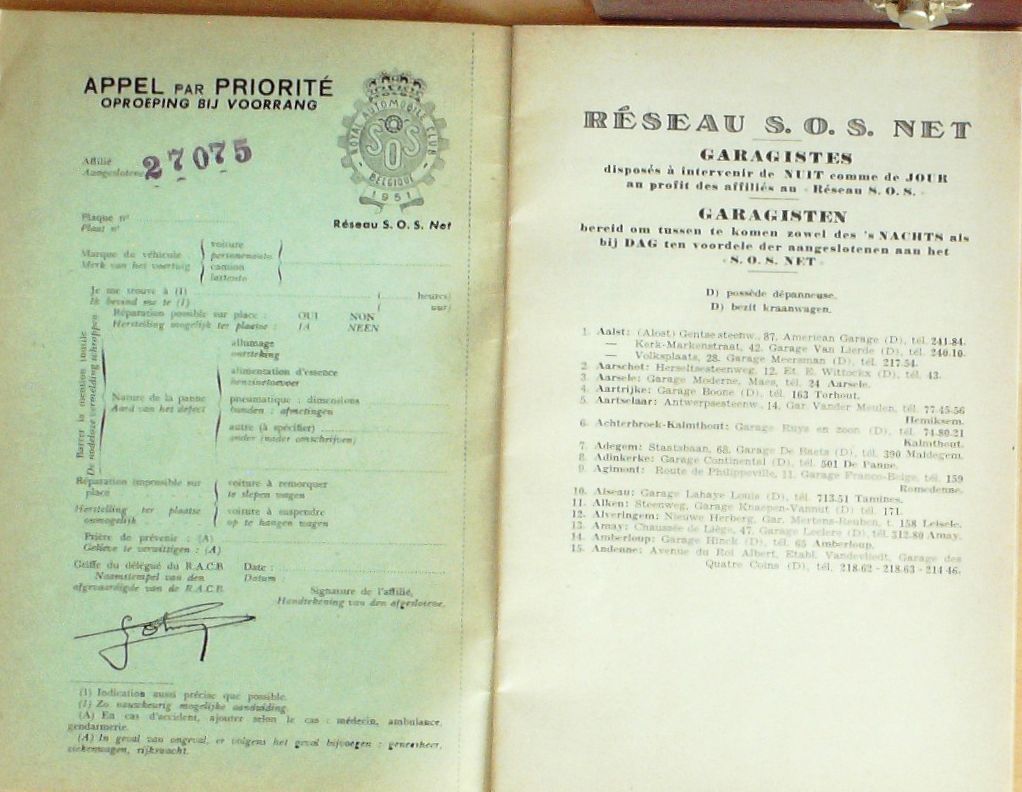 APPEL PAR PRIORITÉ
OPROEPING BIJ VOORRANG
ROYAL AUTOMOBILE CLUB
SOS
BELGIQUE
1951
Affilié
Aangeslotene
27075
Réseau S. O. S. Net
Plaque n°
Plaat n°
Marque du véhicule
Merk van het voertuig
voiture
personenauto
camion
lastauto
Je me trouve à (1) ( heures)
Ik bevind me te (1) ( uur)
Réparation possible sur place : OUI NON
Herstelling mogelijk ter plaatse : JA NEEN
Barrer la mention inutile
De nodeloze vermelding schrappen
Nature de la panne
Aard van het defect
allumage
ontsteking
alimentation d'essence
benzinetoevoer
pneumatique : dimensions
banden : afmetingen
autre (à spécifier)
ander (nader omschrijven)
Réparation impossible sur
place
Herstelling ter plaatse
onmogelijk
voiture à remorquer
te slepen wagen
voiture à suspendre
op te hangen wagen
Prière de prévenir : (A)
Gelieve te verwittigen : (A)
Griffe du délégué du R.A.C.B.
Naamstempel van den
afgevaardigde van de R.A.C.B.
Date :
Datum :
Signature de l'affilié,
Handtekening van den afgeslotene.
(1) Indication aussi précise que possible.
(1) Zo nauwkeurig mogelijke aanduiding.
(A) En cas d'accident, ajouter selon le cas : médecin, ambulance,
gendarmerie.
(A) In geval van ongeval, er volgens het geval bijvoegen : geneesheer,
ziekenwagen, rijkswacht.
RÉSEAU S. O. S. NET
GARAGISTES
disposés à intervenir de NUIT comme de JOUR
au profit des affiliés au « Réseau S. O. S. »
GARAGISTEN
bereid om tussen te komen zowel des 's NACHTS als
bij DAG ten voordele der aangeslotenen aan het
« S. O. S. NET »
D) possède dépanneuse.
D) bezit kraanwagen.
1. Aalst: (Alost) Gentse steenw., 87, American Garage (D), tél. 241.84.
— Kerk-Markenstraat, 42, Garage Van Lierde (D), tél. 240.10.
— Volksplaats, 28, Garage Meersman (D), tél. 217.54.
2. Aarschot: Herseltsesteenweg, 12, Et. E. Wittockx (D), tél. 43.
3. Aarsele: Garage Moderne, Maes, tél. 24 Aarsele.
4. Aartrijke: Garage Boone (D), tél. 163 Torhout.
5. Aartselaar: Antwerpsesteenw., 14, Gar. Vander Meulen, tél. 77.45.56
Hemiksem.
6. Achterbroek-Kalmthout: Garage Ruys en zoon (D), tél. 74.80.21
Kalmthout.
7. Adegem: Staatsbaan, 68, Garage De Baets (D), tél. 390 Maldegem.
8. Adinkerke: Garage Continental (D), tél. 501 De Panne.
9. Agimont: Route de Philippeville, 11, Garage Franco-Belge, tél. 159
Romedenne.
10. Aiseau: Garage Lahaye Louis (D), tél. 713.51 Tamines.
11. Alken: Steenweg, Garage Knaepen-Vannut (D), tél. 171.
12. Alveringem: Nieuwe Herberg, Gar. Mertens-Reuben, t. 158 Leisele.
13. Amay: Chaussée de Liège, 47, Garage Leclere (D), tél. 312.80 Amay.
14. Amberloup: Garage Hinck (D), tél. 65 Amberloup.
15. Andenne: Avenue du Roi Albert, Etabl. Vandevliedt, Garage des
Quatre Coins (D), tél. 218.62 - 218.63 - 214.46.